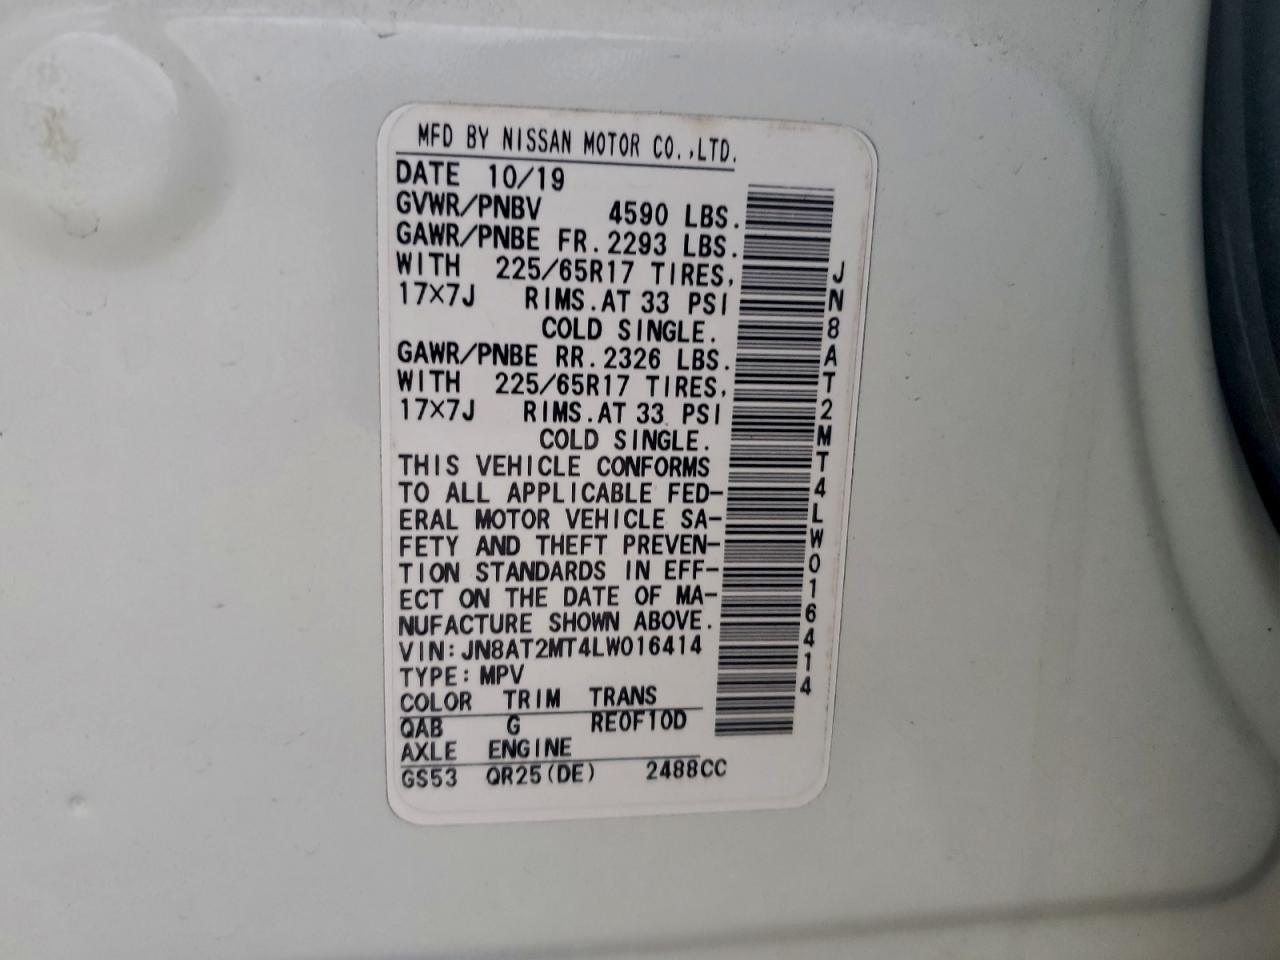 MFD BY NISSAN MOTOR CO.,LTD.
DATE 10/19
GVWR/PNBV 4590 LBS.
GAWR/PNBE FR. 2293 LBS.
WITH 225/65R17 TIRES,
17×7J RIMS. AT 33 PSI
COLD SINGLE.
GAWR/PNBE RR. 2326 LBS.
WITH 225/65R17 TIRES,
17×7J RIMS. AT 33 PSI
COLD SINGLE.
THIS VEHICLE CONFORMS
TO ALL APPLICABLE FED-
ERAL MOTOR VEHICLE SA-
FETY AND THEFT PREVEN-
TION STANDARDS IN EFF-
ECT ON THE DATE OF MA-
NUFACTURE SHOWN ABOVE.
VIN: JN8AT2MT4LW016414
TYPE: MPV
COLOR TRIM TRANS
QAB G RE0F10D
AXLE ENGINE
GS53 QR25(DE) 2488CC
JN8AT2MT4LW016414